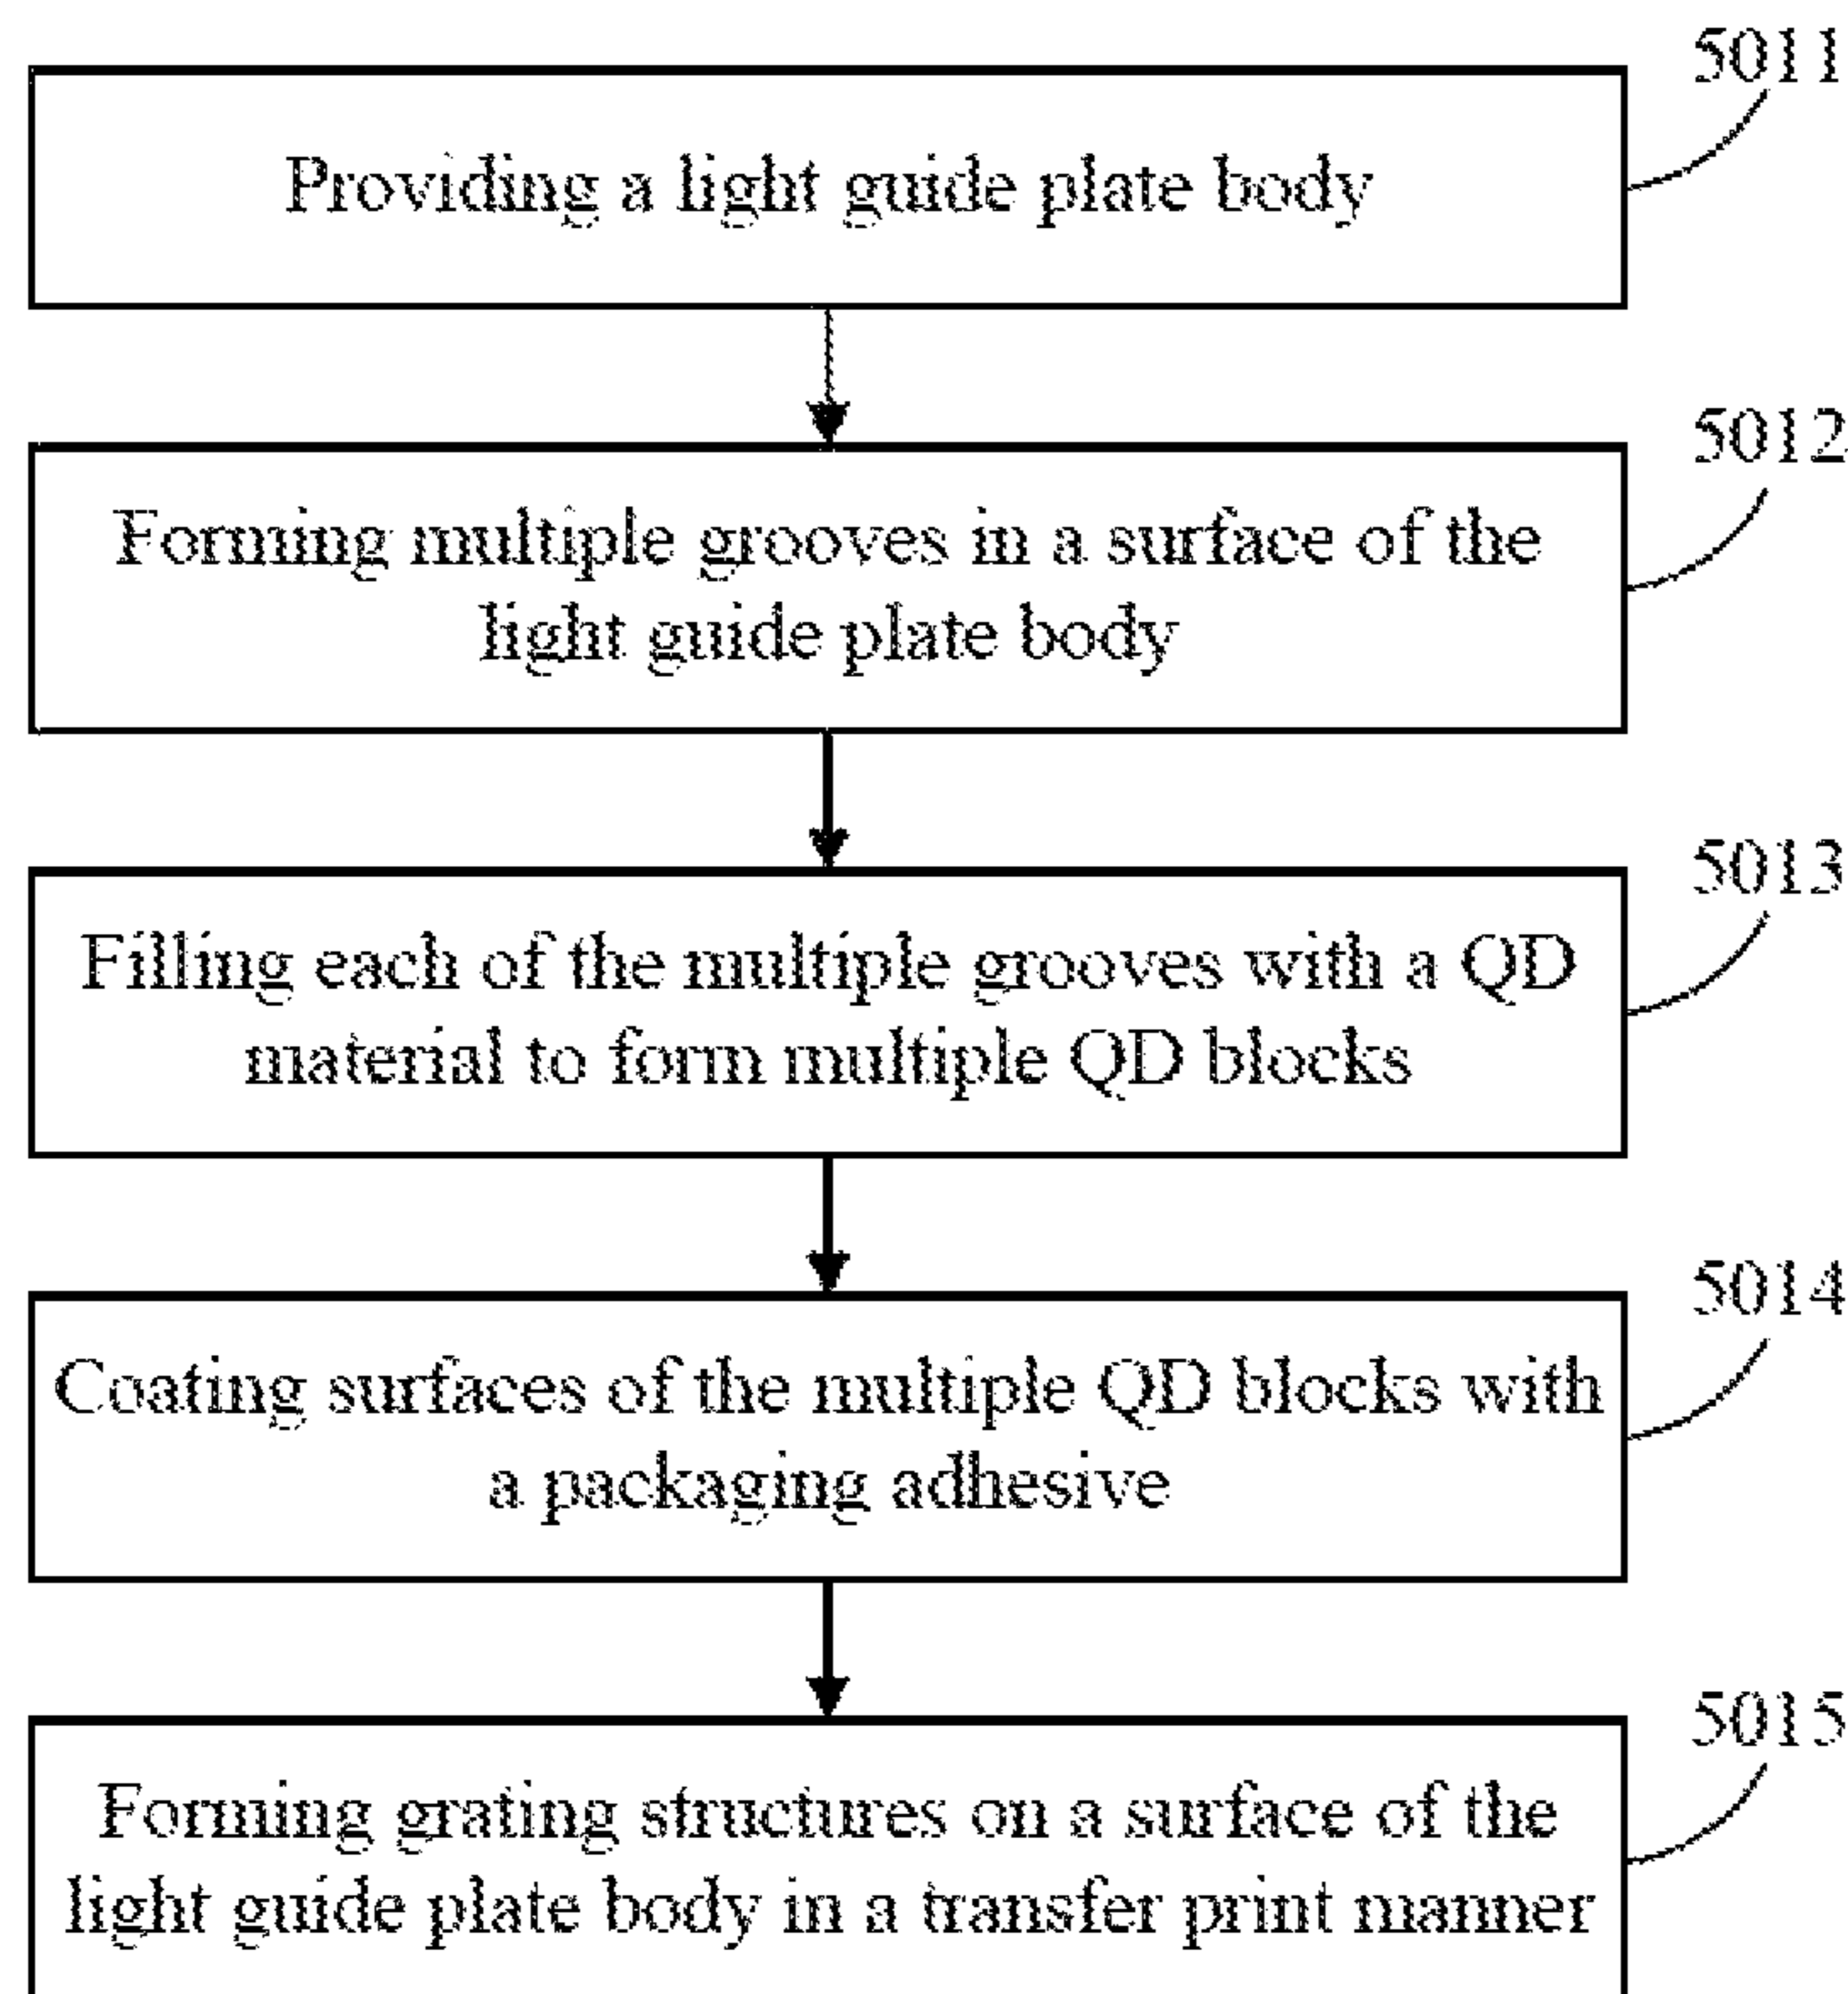 5011
Providing a light guide plate body
5012
Forming multiple grooves in a surface of the
light guide plate body
5013
Filling each of the multiple grooves with a QD
material to form multiple QD blocks
5014
Coating surfaces of the multiple QD blocks with
a packaging adhesive
5015
Forming grating structures on a surface of the
light guide plate body in a transfer print manner